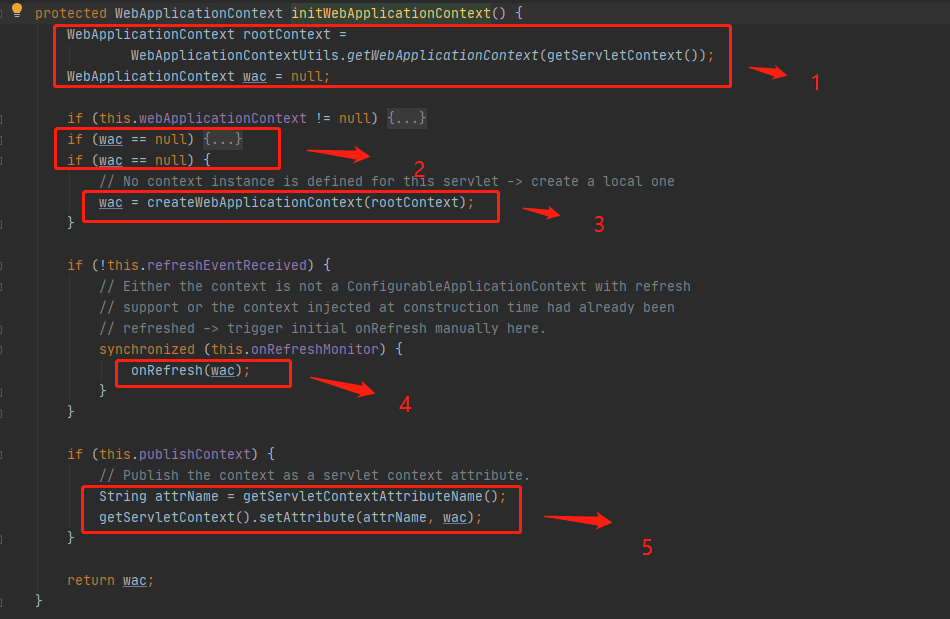 protected WebApplicationContext initWebApplicationContext() {
WebApplicationContext rootContext =
WebApplicationContextUtils.getWebApplicationContext(getServletContext());
WebApplicationContext wac = null;
1
if (this.webApplicationContext != null) {...}
if (wac == null) {...}
if (wac == null) {
2
// No context instance is defined for this servlet -> create a local one
wac = createWebApplicationContext(rootContext);
3
}
if (!this.refreshEventReceived) {
// Either the context is not a ConfigurableApplicationContext with refresh
// support or the context injected at construction time had already been
// refreshed -> trigger initial onRefresh manually here.
synchronized (this.onRefreshMonitor) {
onRefresh(wac);
4
}
}
if (this.publishContext) {
// Publish the context as a servlet context attribute.
String attrName = getServletContextAttributeName();
getServletContext().setAttribute(attrName, wac);
5
}
return wac;
}